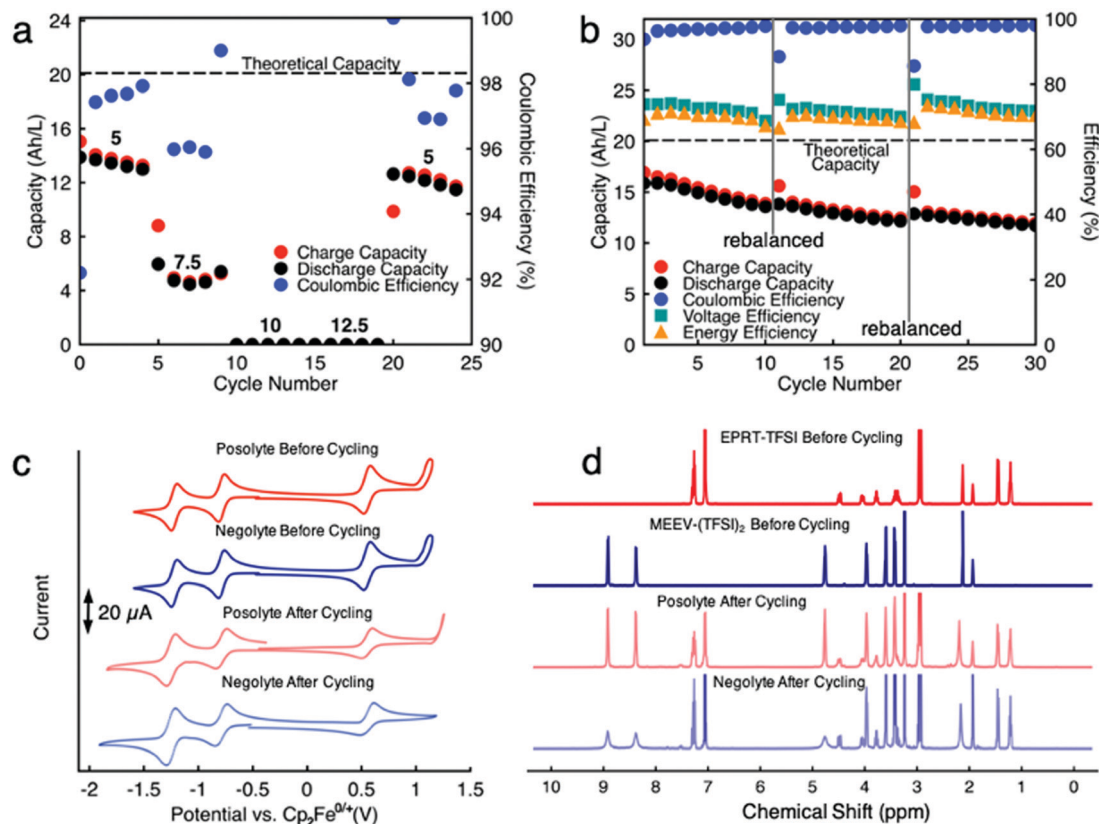 a
24
20
16
12
8
4
0
Capacity (Ah/L)
Theoretical Capacity
5
7.5
10
12.5
5
Charge Capacity
Discharge Capacity
Coulombic Efficiency
100
98
96
94
92
90
Coulombic Efficiency (%)
0
5
10
15
20
25
Cycle Number
b
30
25
20
15
10
5
0
Capacity (Ah/L)
Theoretical
Capacity
rebalanced
rebalanced
Charge Capacity
Discharge Capacity
Coulombic Efficiency
Voltage Efficiency
Energy Efficiency
100
80
60
40
20
0
Efficiency (%)
5
10
15
20
25
30
Cycle Number
c
Posolyte Before Cycling
Negolyte Before Cycling
Posolyte After Cycling
Negolyte After Cycling
20 µA
Current
-2
-1.5
-1
-0.5
0
0.5
1
1.5
Potential vs. Cp₂Fe⁰/⁺(V)
d
EPRT-TFSI Before Cycling
MEEV-(TFSI)₂ Before Cycling
Posolyte After Cycling
Negolyte After Cycling
10
9
8
7
6
5
4
3
2
1
0
Chemical Shift (ppm)